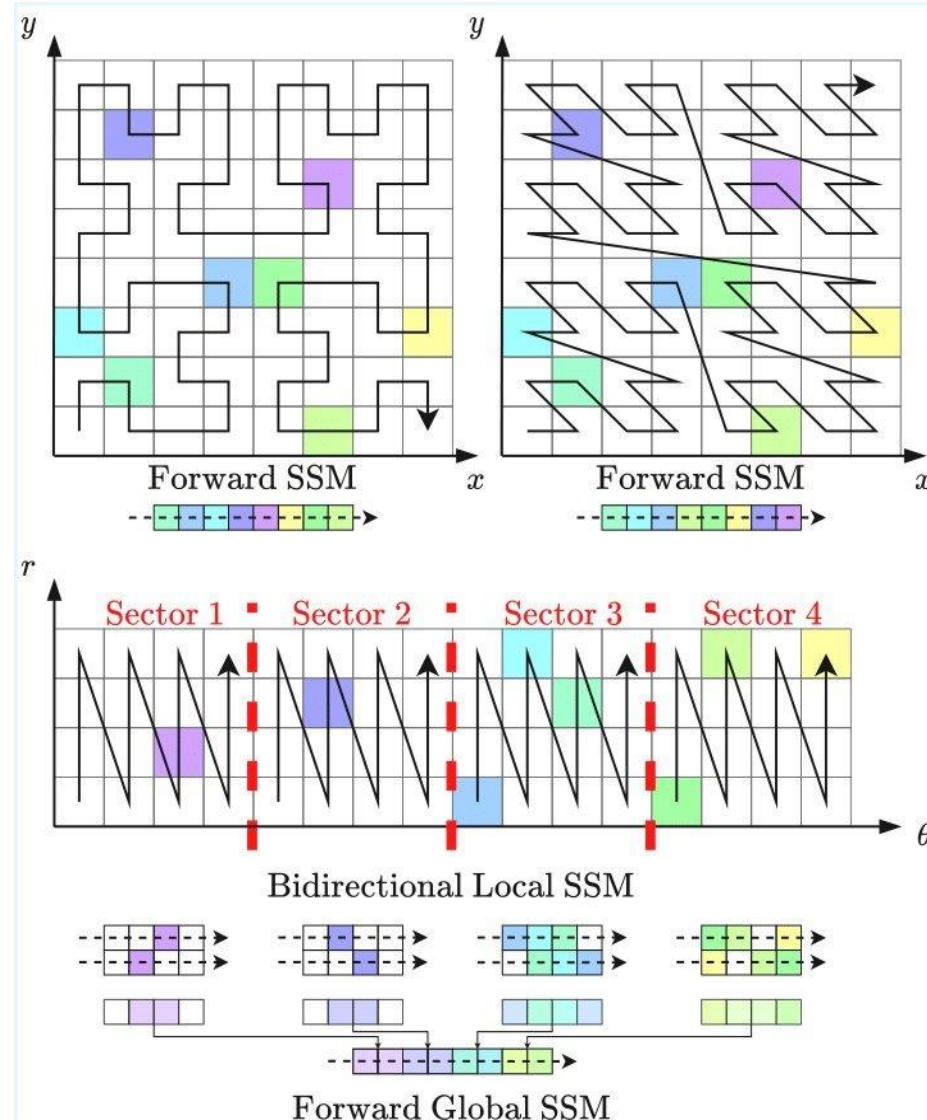 y
y
x
x
Forward SSM
Forward SSM
r
Sector 1
Sector 2
Sector 3
Sector 4
θ
Bidirectional Local SSM
Forward Global SSM